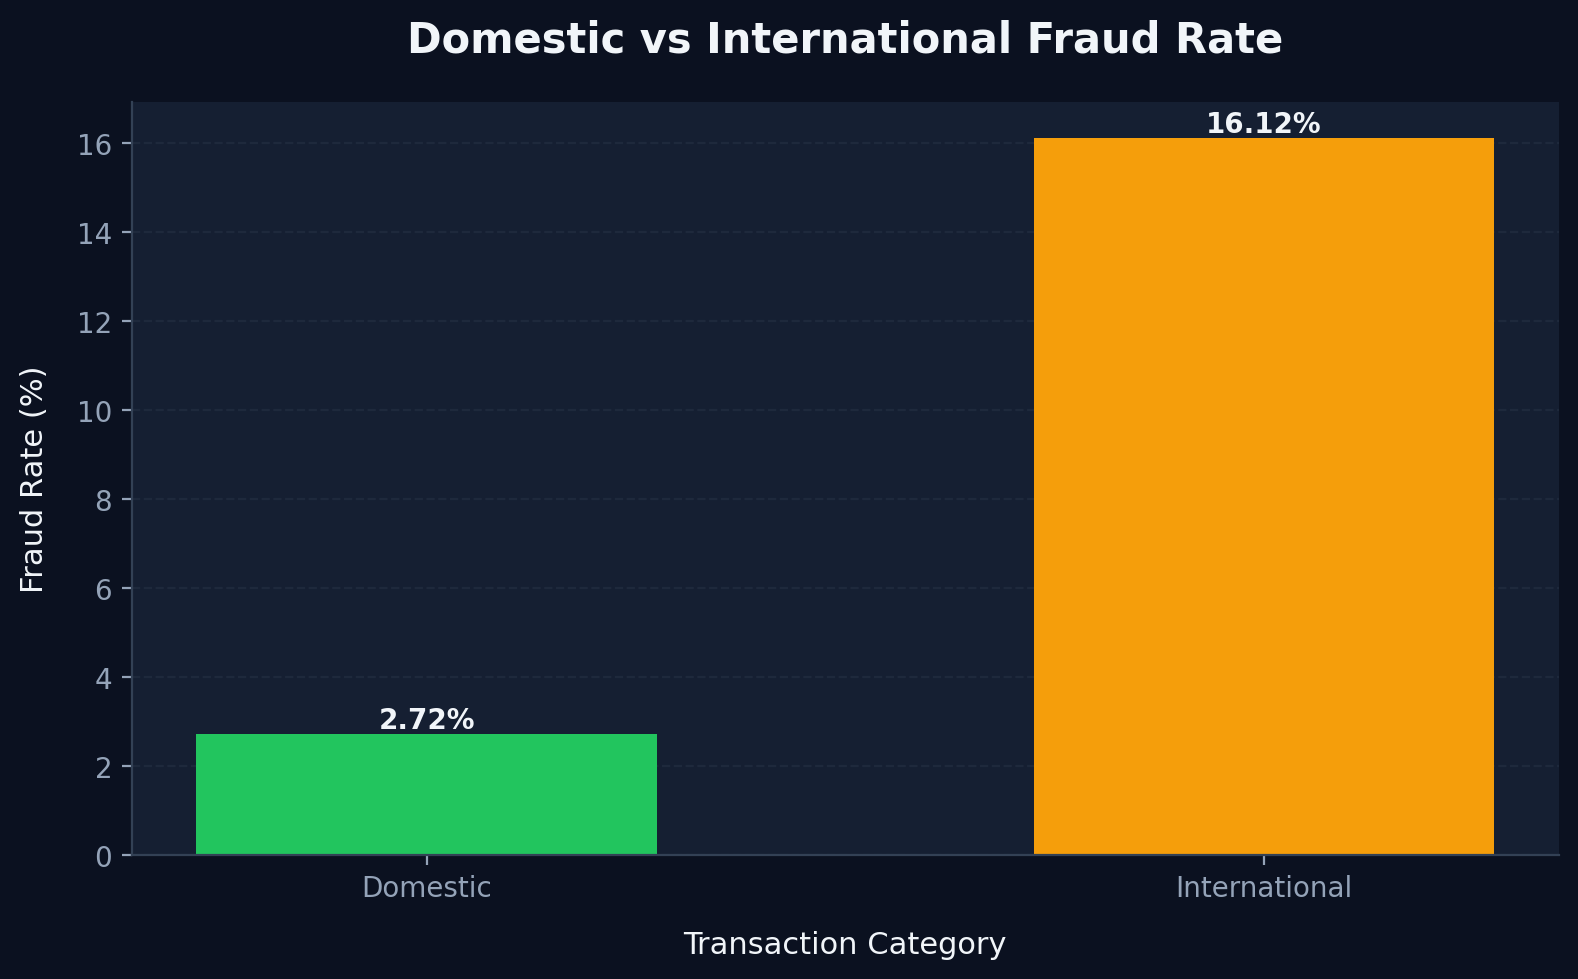 Domestic vs International Fraud Rate
16.12%
16
14
12
10
8
6
4
2.72%
2
0
Fraud Rate (%)
Domestic
International
Transaction Category